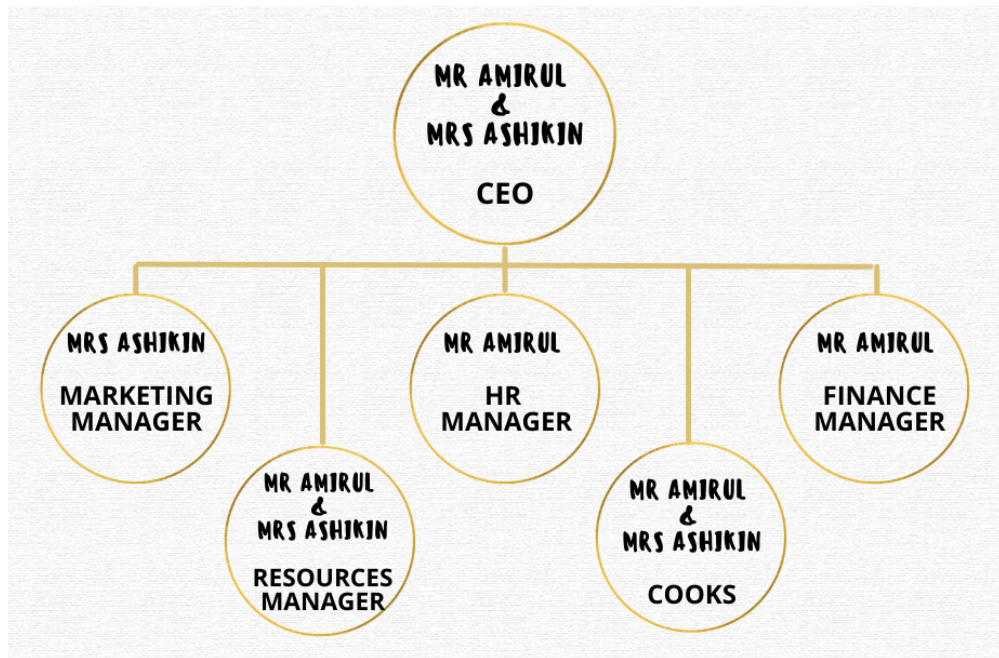 MR AMIRUL
&
MRS ASHIKIN
CEO
MRS ASHIKIN
MARKETING
MANAGER
MR AMIRUL
&
MRS ASHIKIN
RESOURCES
MANAGER
MR AMIRUL
HR
MANAGER
MR AMIRUL
&
MRS ASHIKIN
COOKS
MR AMIRUL
FINANCE
MANAGER